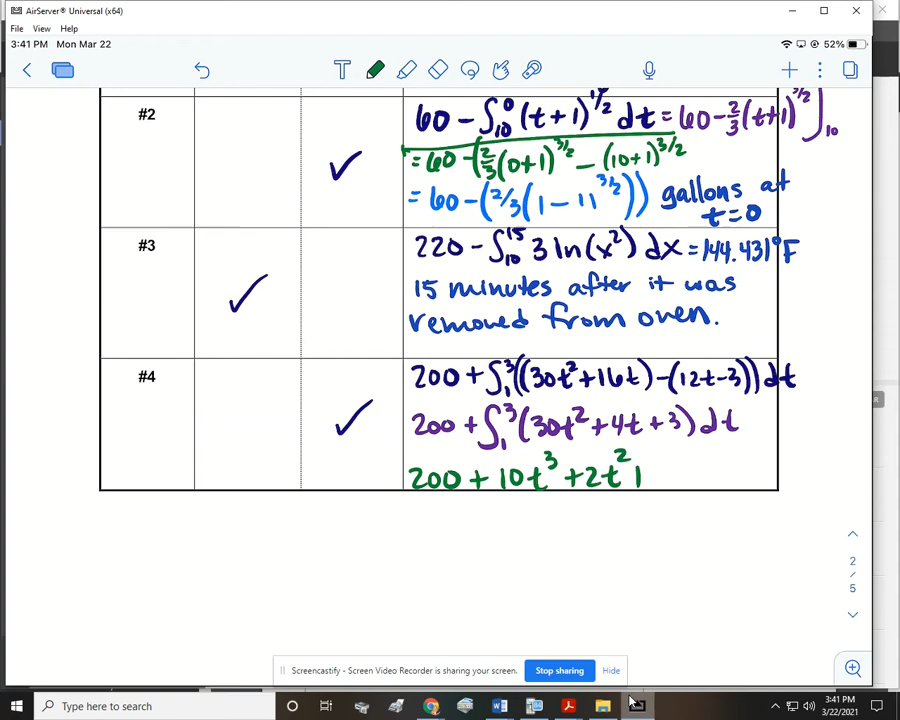 AirServer® Universal (x64)
File View Help
3:41 PM Mon Mar 22
52%
#2
60 - ∫₁₀⁰ (t+1)^1/2 dt = 60 - 2/3 (t+1)^3/2 ]₁₀
= 60 - (2/3 (0+1)^3/2 - (10+1)^3/2
= 60 - (2/3 (1 - 11^3/2)) gallons at
t=0
#3
220 - ∫₁₀¹⁵ 3 ln(x²) dx = 144.431°F
15 minutes after it was
removed from oven.
#4
200 + ∫₁³ ((30t²+16t) - (12t-3)) dt
200 + ∫₁³ (30t² + 4t + 3) dt
200 + 10t³ + 2t²
2
/
5
Screencastify - Screen Video Recorder is sharing your screen.
Stop sharing
Hide
Type here to search
3:41 PM
3/22/2021